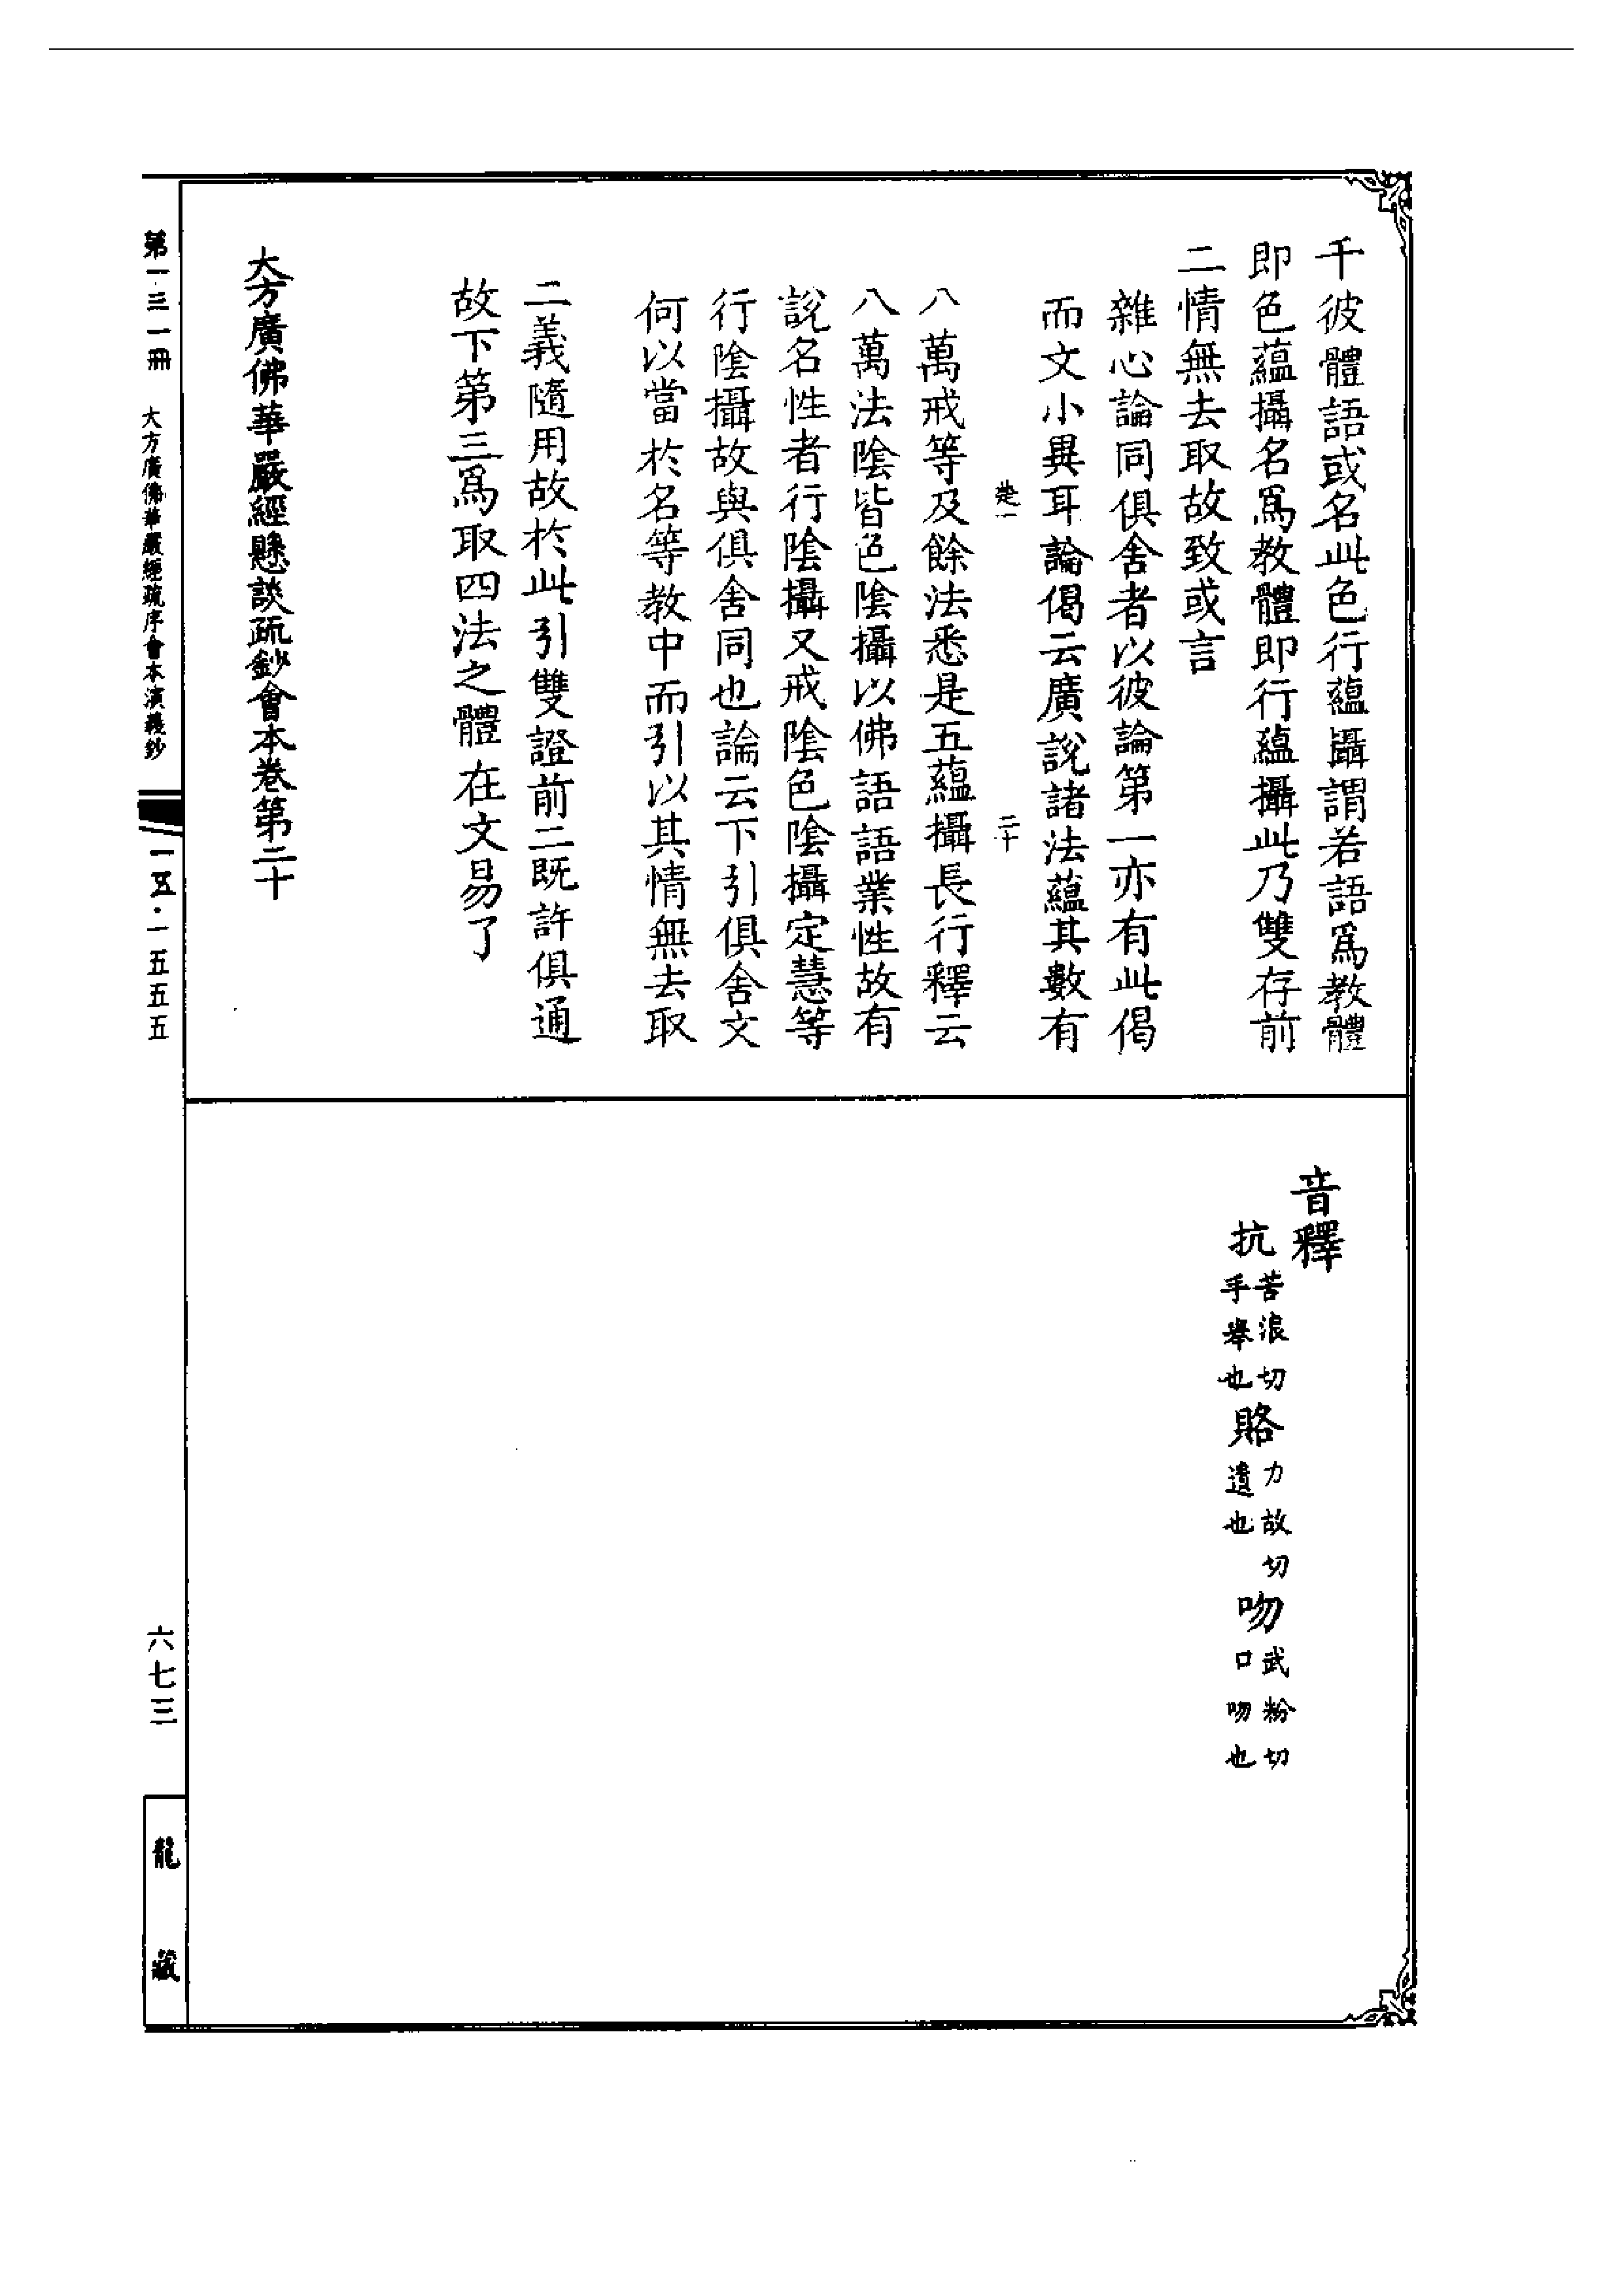 千彼體語或名此色行蘊攝謂若語爲教體
即色蘊攝名爲教體即行蘊攝此乃雙存前
二情無去取故致或言
雜心論同俱舍者以彼論第一亦有此偈
而文小異耳論偈云廣說諸法蘊其數有
楚一 二十
八萬戒等及餘法悉是五蘊攝長行釋云
八萬法陰皆色陰攝以佛語語業性故有
說名性者行陰攝又戒陰色陰攝定慧等
行陰攝故與俱舍同也論云下引俱舍文
何以當於名等教中而引以其情無去取
二義隨用故於此引雙證前二既許俱通
故下第三爲取四法之體在文易了
大方廣佛華嚴經懸談疏鈔會本卷第二十
音釋
抗 苦浪切手舉也 賂 力故切遺也 吻 武粉切口吻也
第一三一冊 大方廣佛華嚴經疏序會本演義鈔
一五·一五五五
六七三
龍藏